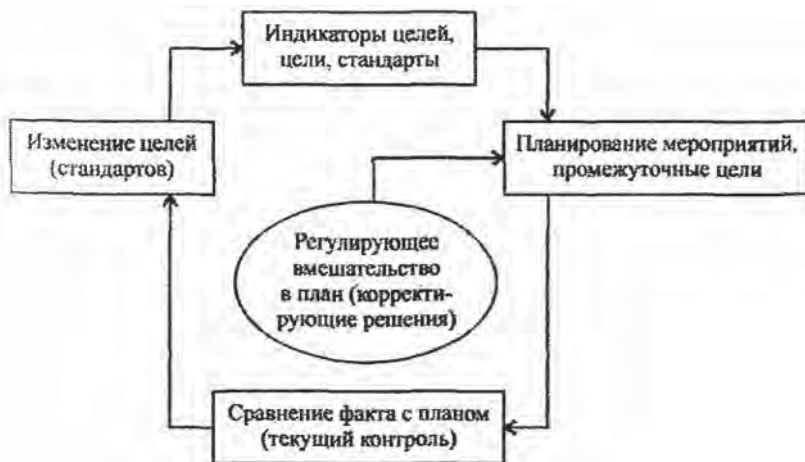 Индикаторы целей,
цели, стандарты
Изменение целей
(стандартов)
Планирование мероприятий,
промежуточные цели
Регулирующее
вмешательство
в план (корректи-
рующие решения)
Сравнение факта с планом
(текущий контроль)